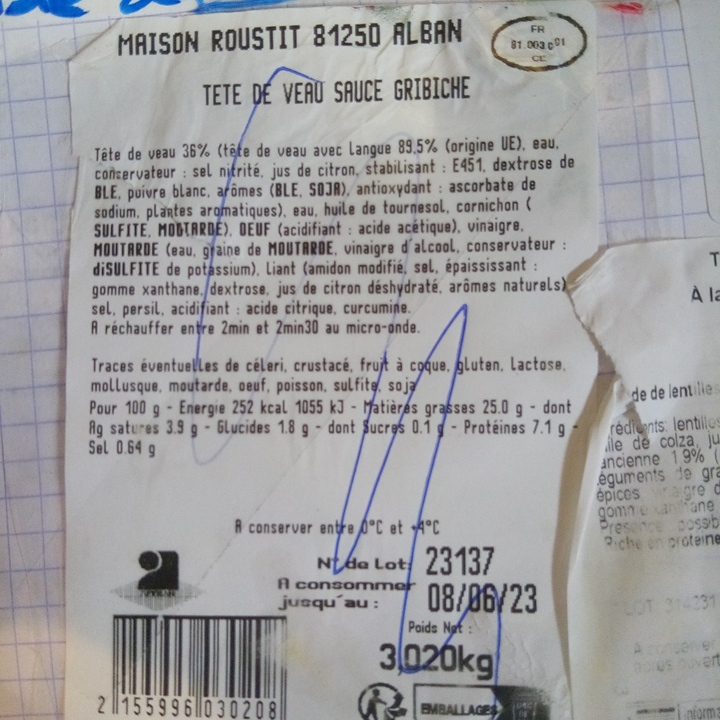 MAISON ROUSTIT 81250 ALBAN
FR
81.003.001
CE
TETE DE VEAU SAUCE GRIBICHE
Tête de veau 36% (tête de veau avec langue 89,5% (origine UE), eau,
conservateur : sel nitrité, jus de citron, stabilisant : E451, dextrose de
BLE, poivre blanc, arômes (BLE, SOJA), antioxydant : ascorbate de
sodium, plantes aromatiques), eau, huile de tournesol, cornichon (
SULFITE, MOUTARDE), OEUF (acidifiant : acide acétique), vinaigre,
MOUTARDE (eau, graine de MOUTARDE, vinaigre d'alcool, conservateur :
diSULFITE de potassium), Liant (amidon modifié, sel, épaississant :
gomme xanthane, dextrose, jus de citron déshydraté, arômes naturels)
sel, persil, acidifiant : acide citrique, curcumine.
A réchauffer entre 2min et 2min30 au micro-onde.
Traces éventuelles de céleri, crustacé, fruit à coque, gluten, lactose,
mollusque, moutarde, oeuf, poisson, sulfite, soja
Pour 100 g - Energie 252 kcal 1055 kJ - Matières grasses 25.0 g - dont
Ag satures 3.9 g - Glucides 1.8 g - dont Sucres 0.1 g - Protéines 7.1 g -
Sel 0.64 g
A conserver entre 0°C et +4°C
N° de Lot: 23137
A consommer
jusqu'au : 08/06/23
Poids Net :
3,020kg
EMBALLAGES
2 155996 030208
T
À la
de de lentilles
rédients: lentilles
ile de colza, ju
ancienne 1.9% (
éguments de gra
épices, vinaigre d
gomme xanthane
Présence possib
Riche en protéine
LOT 314231
A conserver
après ouvert